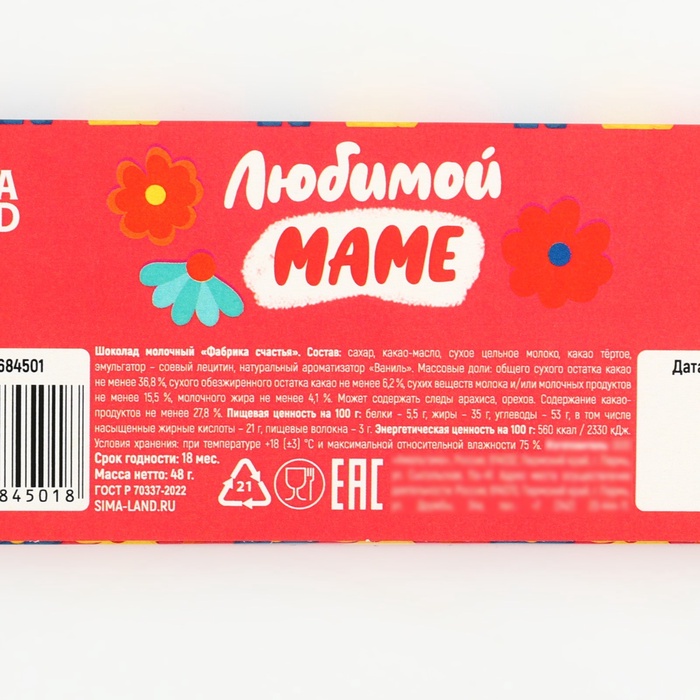 Любимой
МАМЕ
А
D
684501
Дата
Шоколад молочный «Фабрика счастья». Состав: сахар, какао-масло, сухое цельное молоко, какао тёртое,
эмульгатор – соевый лецитин, натуральный ароматизатор «Ваниль». Массовые доли: общего сухого остатка какао
не менее 36,8 %, сухого обезжиренного остатка какао не менее 6,2 %, сухих веществ молока и/или молочных продуктов
не менее 15,5 %, молочного жира не менее 4,1 %. Может содержать следы арахиса, орехов. Содержание какао-
продуктов не менее 27,8 %. Пищевая ценность на 100 г: белки – 5,5 г, жиры – 35 г, углеводы – 53 г, в том числе
насыщенные жирные кислоты – 21 г, пищевые волокна – 3 г. Энергетическая ценность на 100 г: 560 ккал / 2330 кДж.
Условия хранения: при температуре +18 (±3) °С и максимальной относительной влажности 75 %.
Срок годности: 18 мес.
Масса нетто: 48 г.
ГОСТ Р 70337-2022
SIMA-LAND.RU
845018
21
EAC